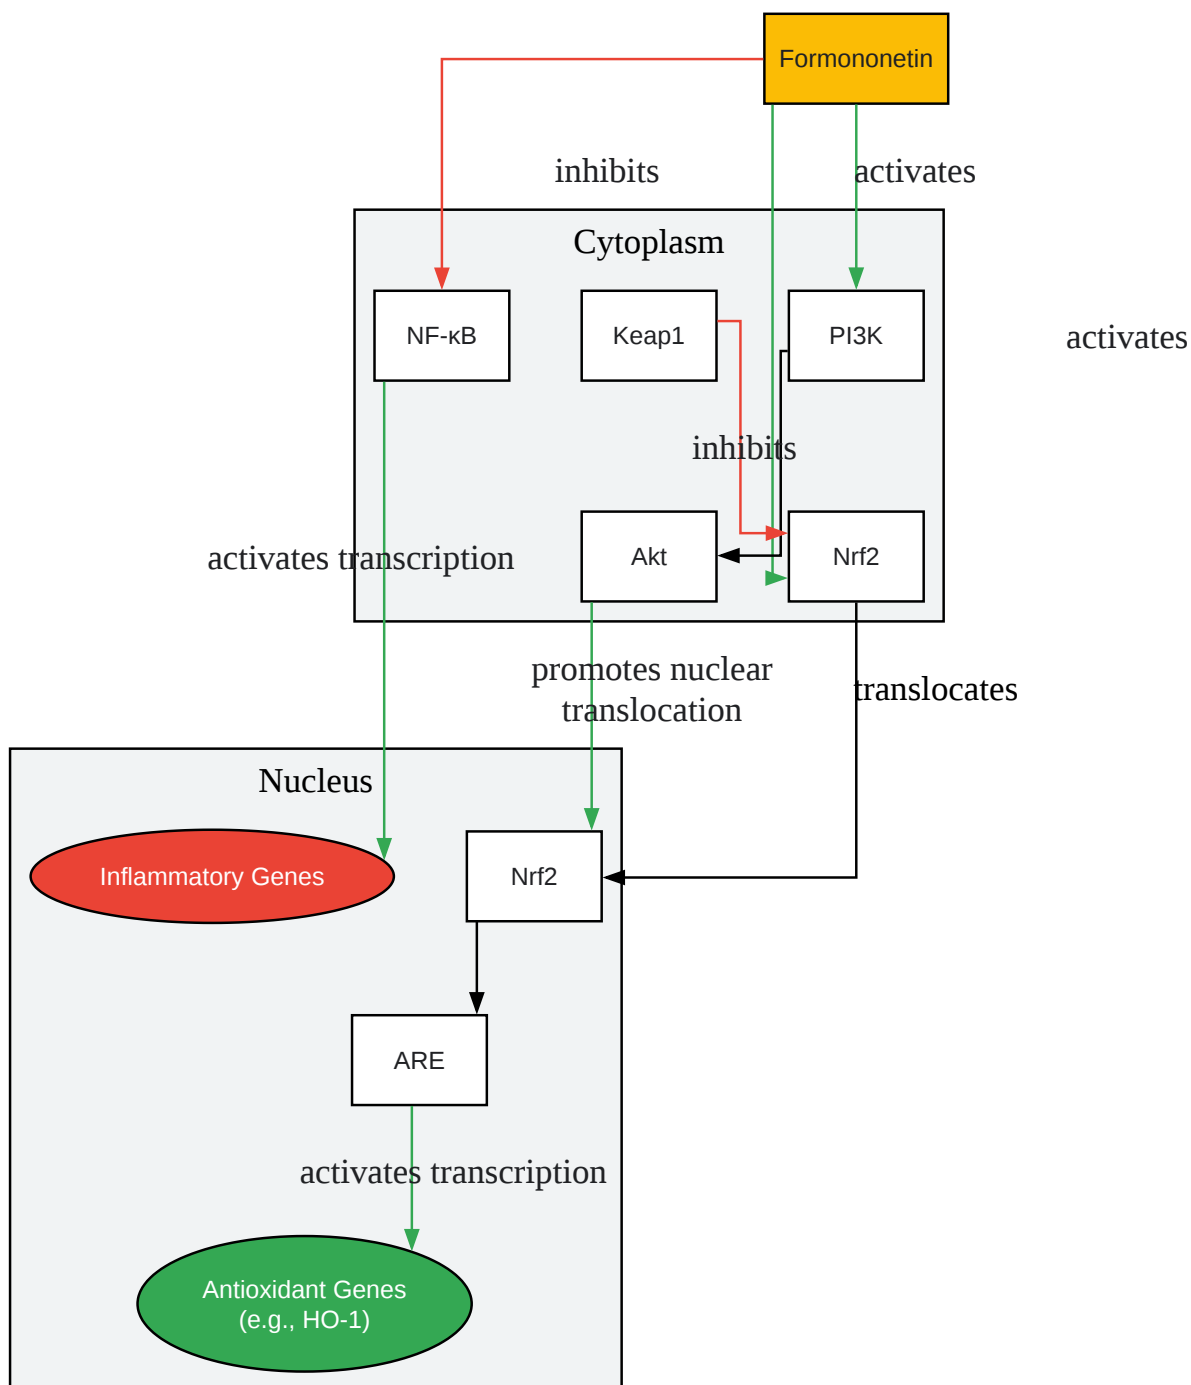 Formononetin
inhibits
activates
Cytoplasm
NF-κB
Keap1
PI3K
activates
inhibits
activates transcription
Akt
Nrf2
promotes nuclear
translocation
translocates
Nucleus
Inflammatory Genes
Nrf2
ARE
activates transcription
Antioxidant Genes
(e.g., HO-1)